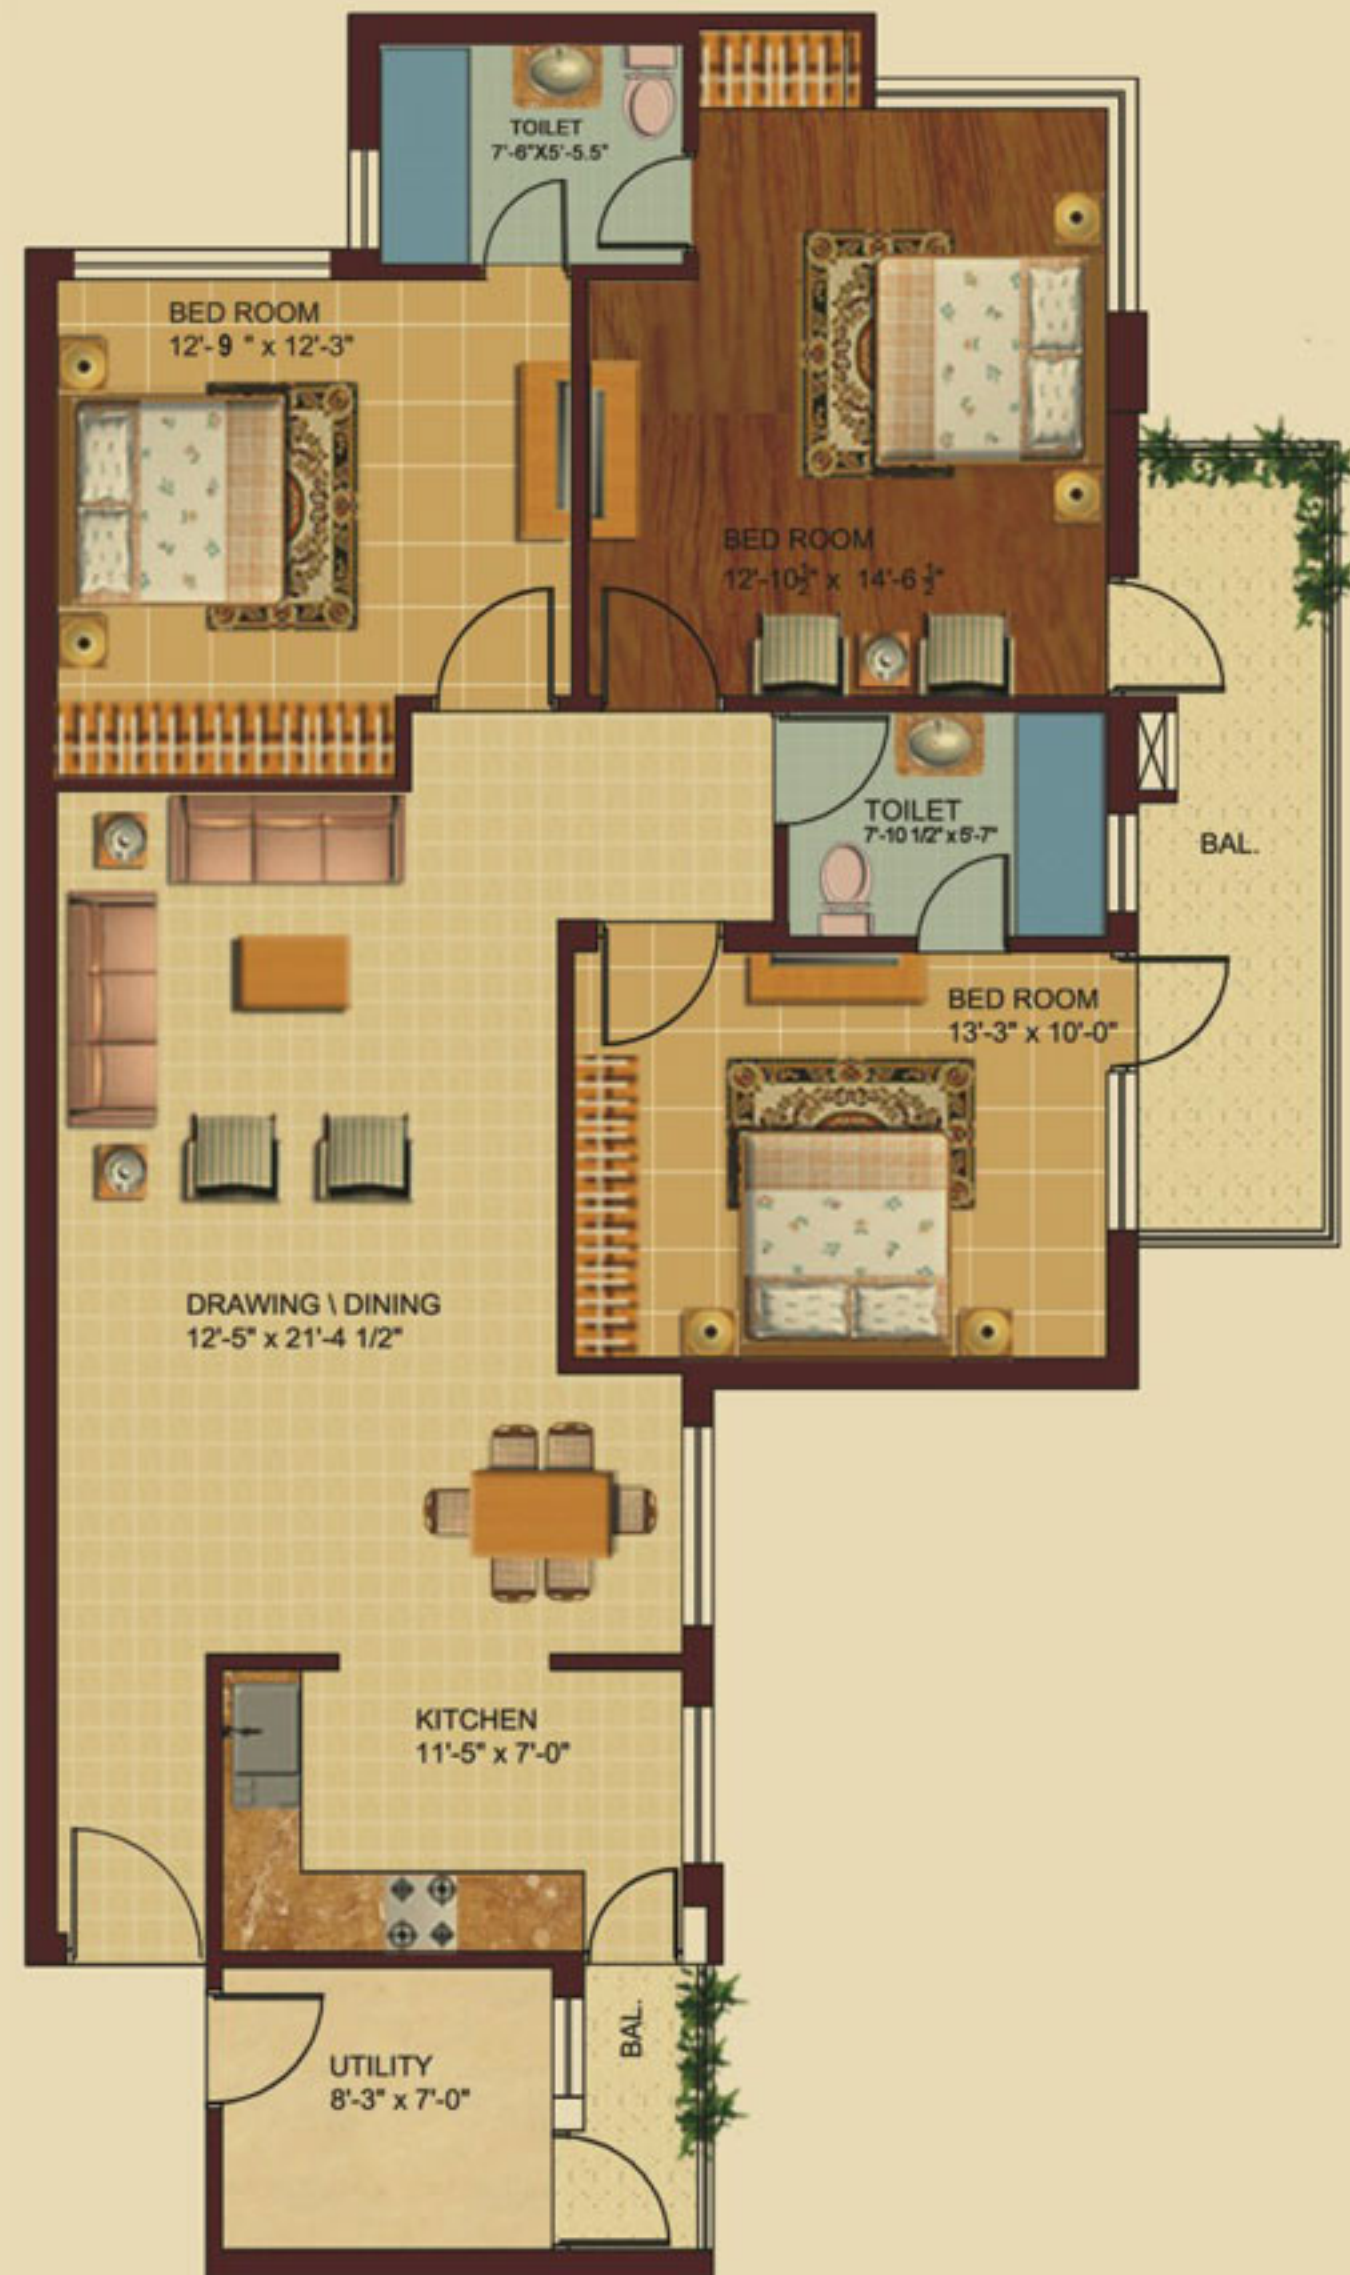 TOILET
7'-6"X5'-5.5"
BED ROOM
12'-9 " x 12'-3"
BED ROOM
12'-10½" x 14'-6 ½"
TOILET
7'-10 1/2" x 5'-7"
BAL.
BED ROOM
13'-3" x 10'-0"
DRAWING \ DINING
12'-5" x 21'-4 1/2"
KITCHEN
11'-5" x 7'-0"
BAL.
UTILITY
8'-3" x 7'-0"